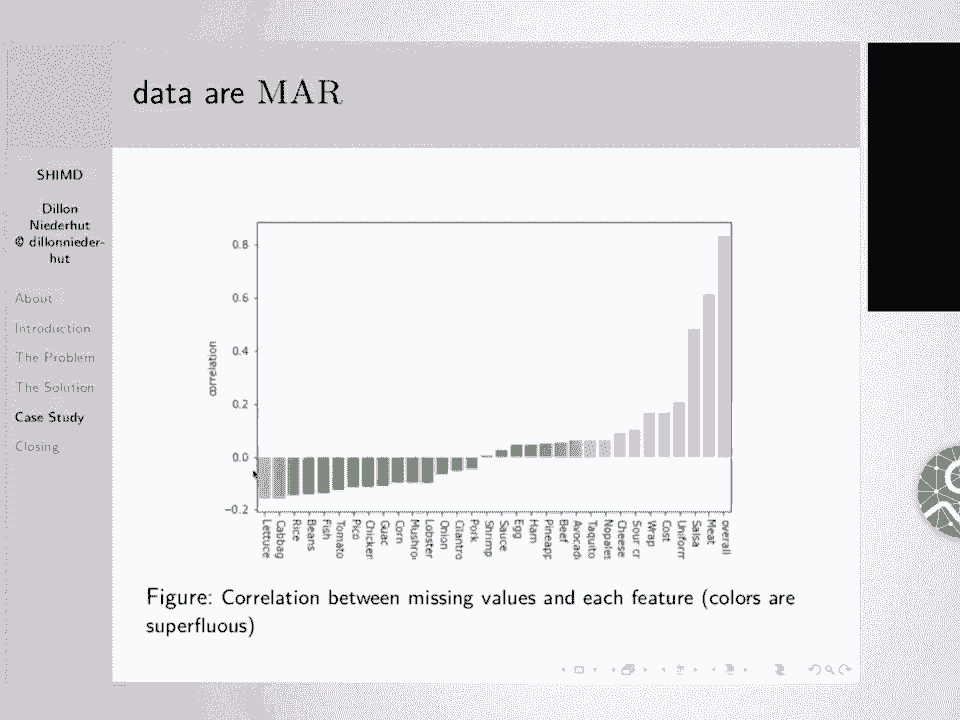 data are MAR
SHIMD
Dillon
Niederhut
@ dillonnieder-
hut
About
Introduction
The Problem
The Solution
Case Study
Closing
correlation
0.8
0.6
0.4
0.2
0.0
−0.2
Lettuce
Cabbag
Rice
Beans
Fish
Tomato
Pico
Chicken
Guac
Corn
Mushro
Lobster
Onion
Cilantro
Pork
Shrimp
Sauce
Egg
Ham
Pineapp
Beef
Avocad
Taquito
Nopales
Cheese
Sour cr
Wrap
Cost
Uniform
Salsa
Meat
overall
Figure: Correlation between missing values and each feature (colors are
superfluous)